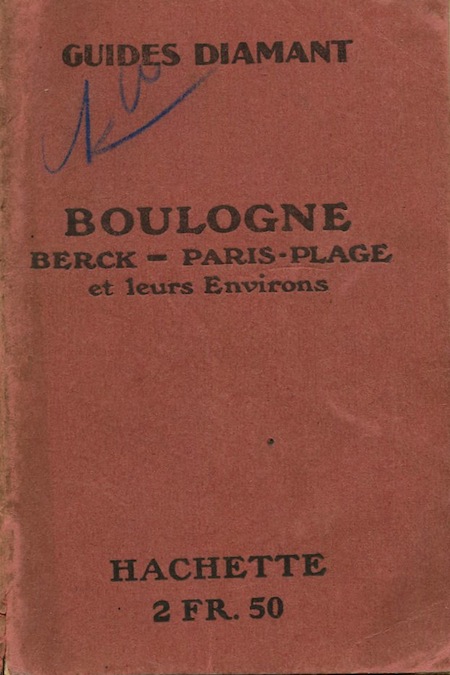 GUIDES DIAMANT
BOULOGNE
BERCK - PARIS-PLAGE
et leurs Environs
HACHETTE
2 FR. 50